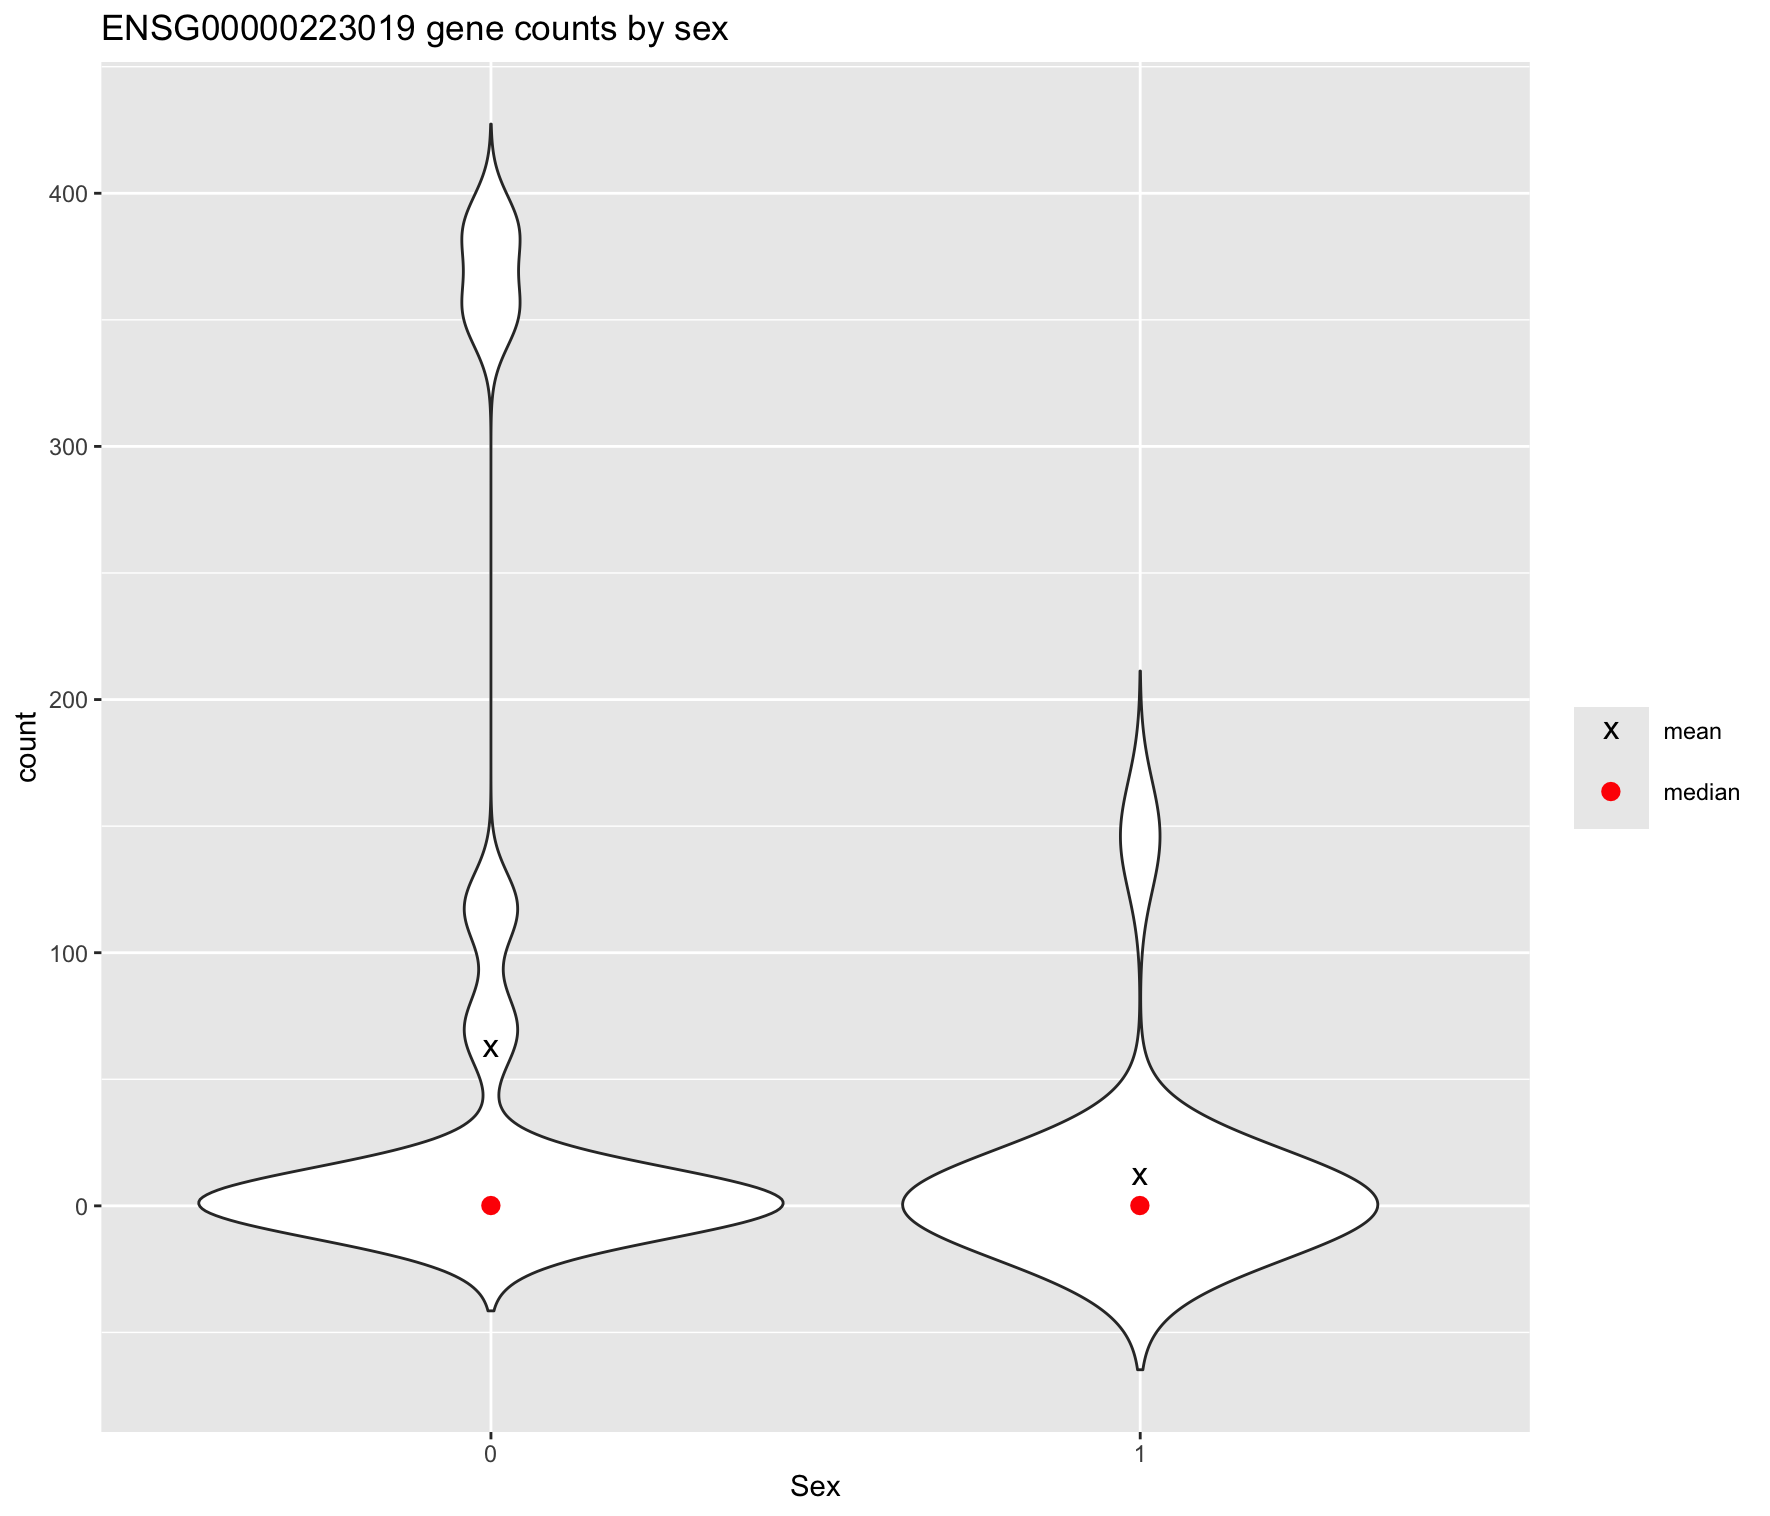 ENSG00000223019 gene counts by sex
400
300
200
100
0
count
0
1
Sex
x mean
median
x
x